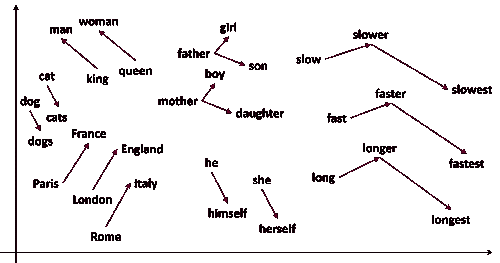 woman
man
girl
slower
father
son
slow
cat
king
queen
boy
slowest
dog
cats
mother
faster
daughter
fast
dogs
France
England
longer
fastest
he
she
Paris
Italy
long
London
himself
herself
longest
Rome